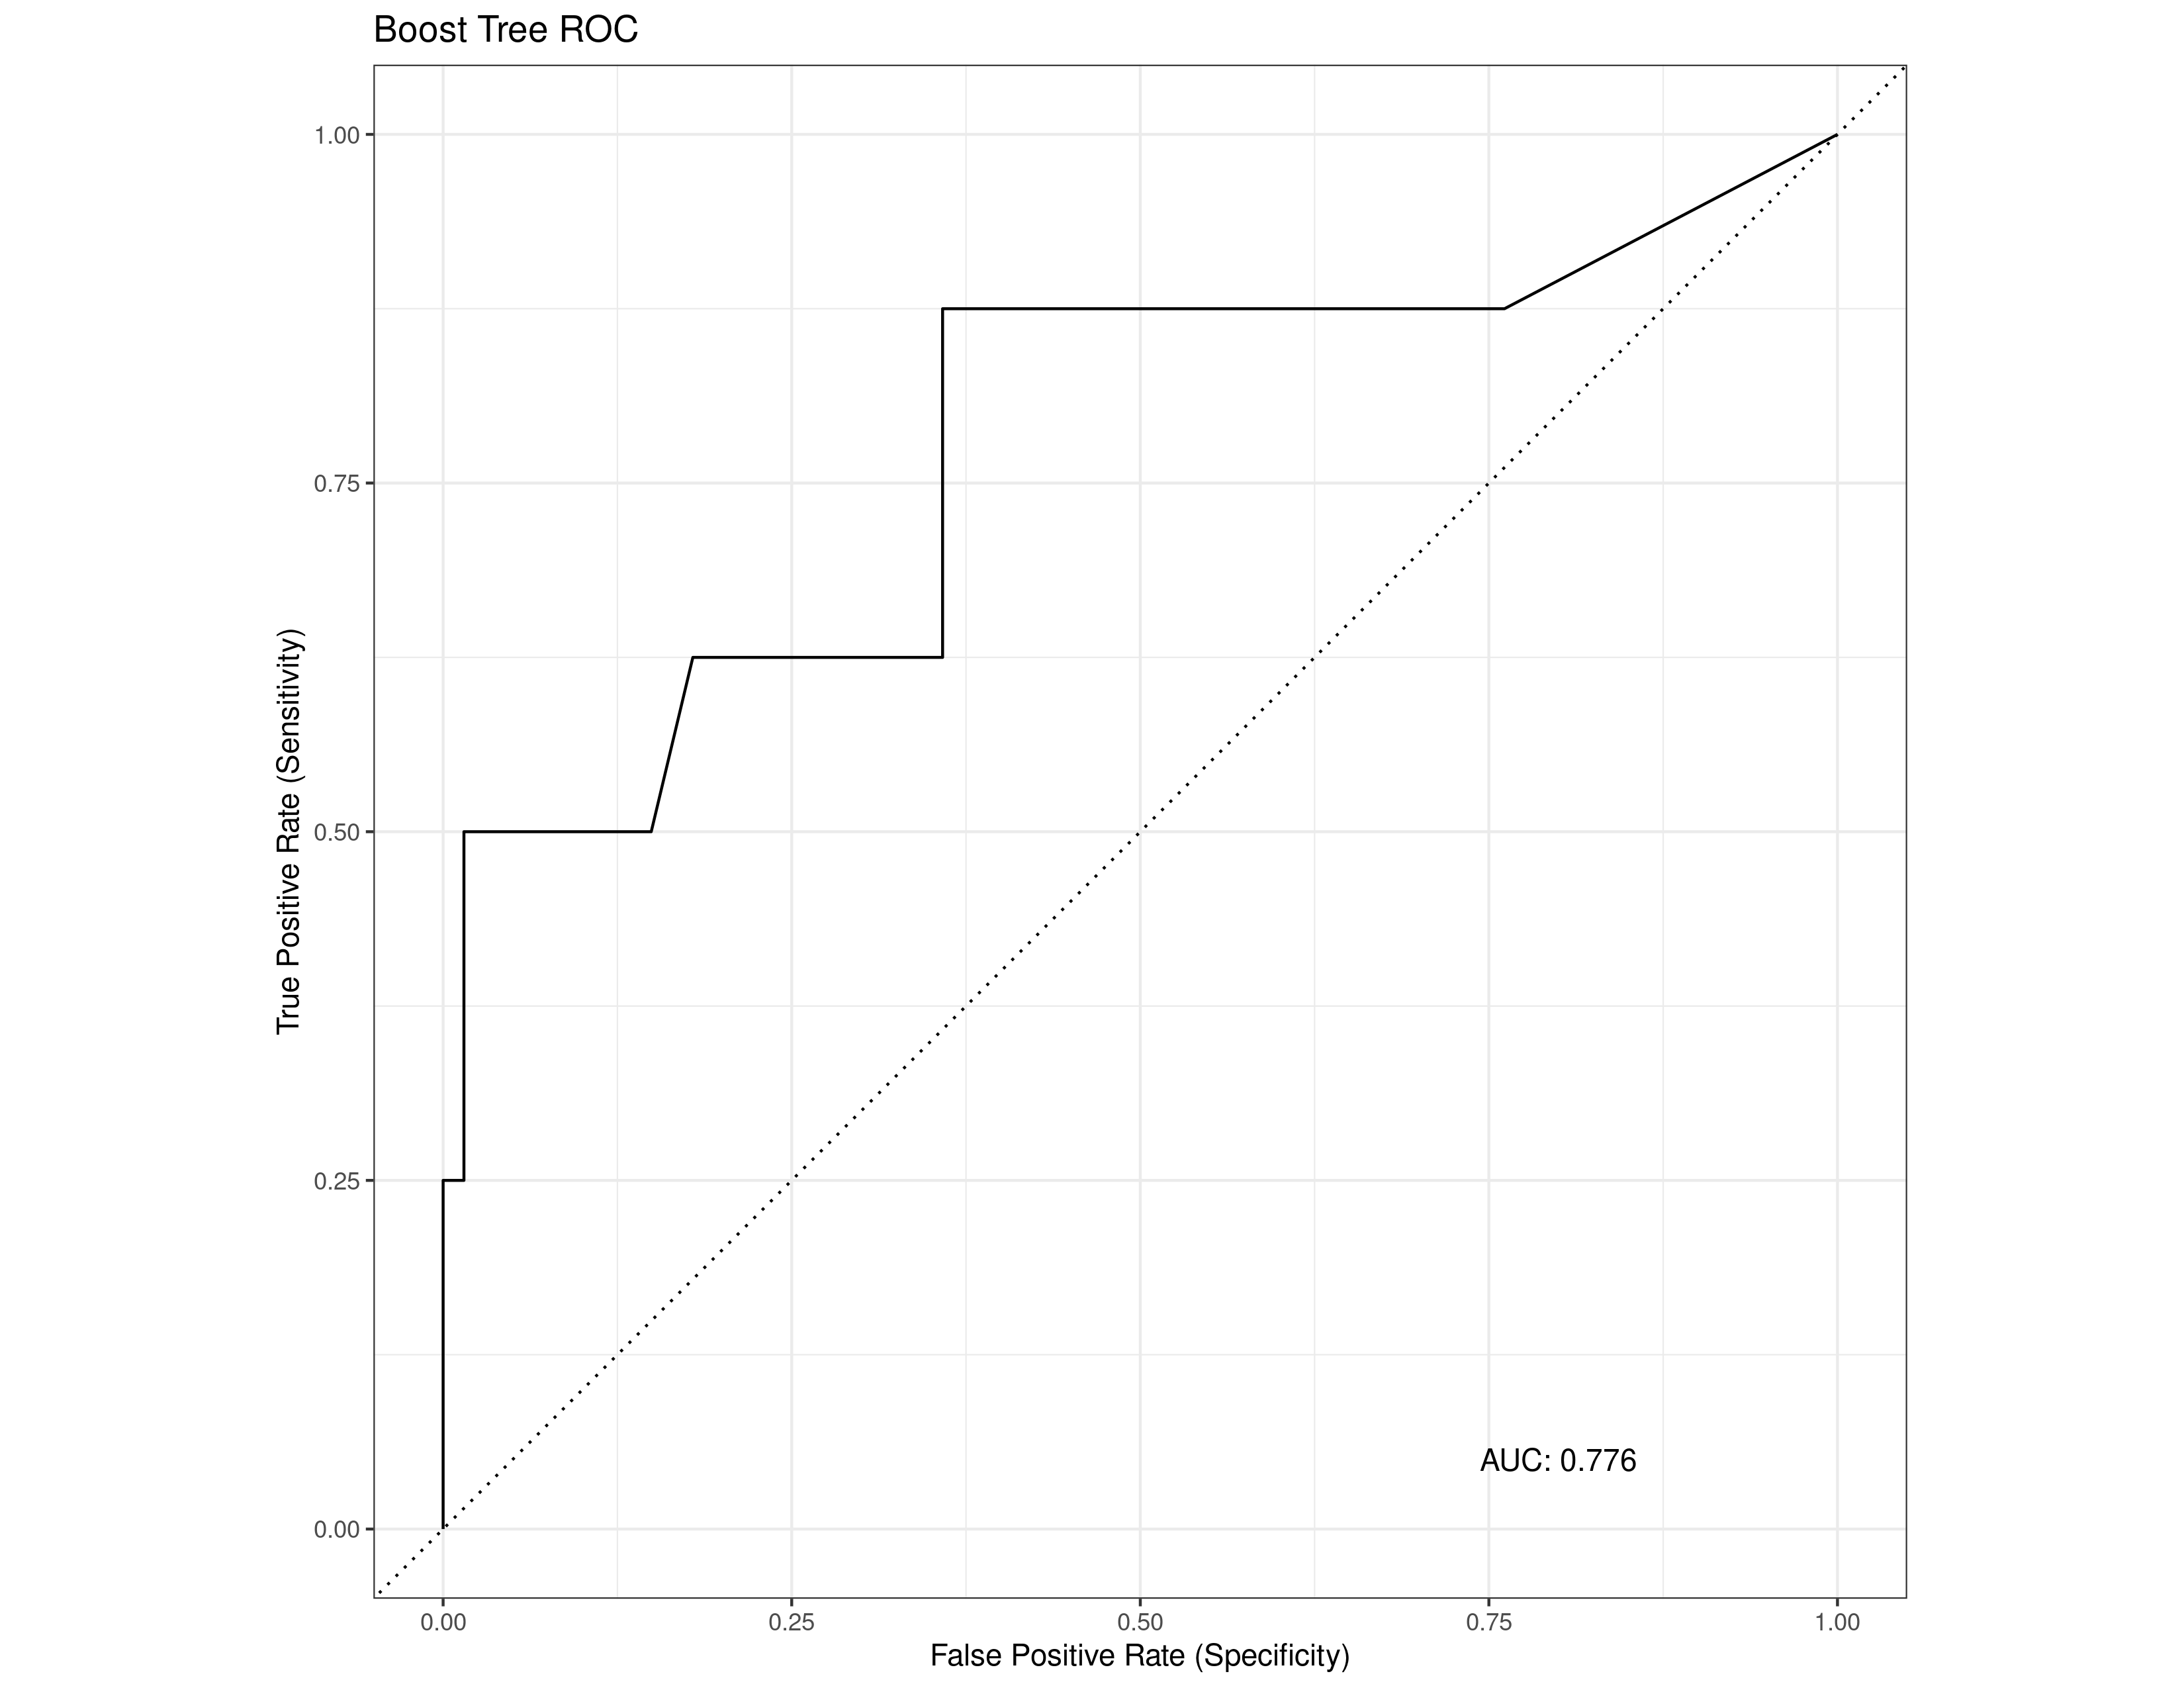 Boost Tree ROC
1.00
0.75
0.50
0.25
0.00
True Positive Rate (Sensitivity)
AUC: 0.776
0.00 0.25 0.50 0.75 1.00
False Positive Rate (Specificity)